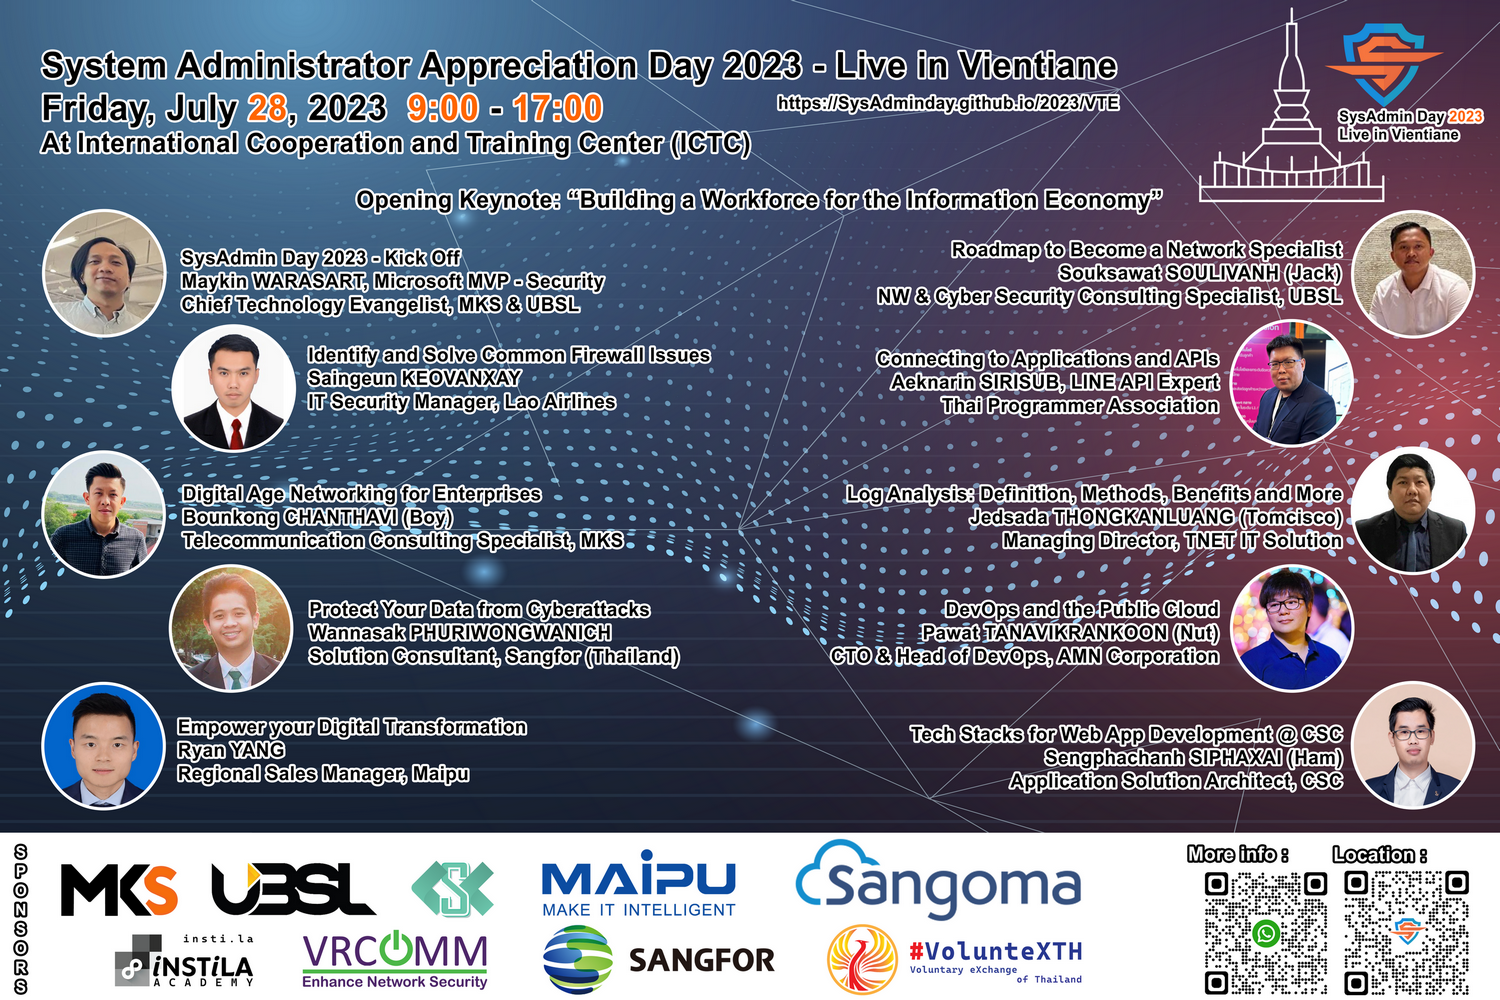 System Administrator Appreciation Day 2023 - Live in Vientiane
Friday, July 28, 2023 9:00 - 17:00
https://SysAdminday.github.io/2023/VTE
At International Cooperation and Training Center (ICTC)
SysAdmin Day 2023
Live in Vientiane
Opening Keynote: “Building a Workforce for the Information Economy”
SysAdmin Day 2023 - Kick Off
Maykin WARASART, Microsoft MVP - Security
Chief Technology Evangelist, MKS & UBSL
Identify and Solve Common Firewall Issues
Saingeun KEOVANXAY
IT Security Manager, Lao Airlines
Digital Age Networking for Enterprises
Bounkong CHANTHAVI (Boy)
Telecommunication Consulting Specialist, MKS
Protect Your Data from Cyberattacks
Wannasak PHURIWONGWANICH
Solution Consultant, Sangfor (Thailand)
Empower your Digital Transformation
Ryan YANG
Regional Sales Manager, Maipu
Roadmap to Become a Network Specialist
Souksawat SOULIVANH (Jack)
NW & Cyber Security Consulting Specialist, UBSL
Connecting to Applications and APIs
Aeknarin SIRISUB, LINE API Expert
Thai Programmer Association
Log Analysis: Definition, Methods, Benefits and More
Jedsada THONGKANLUANG (Tomcisco)
Managing Director, TNET IT Solution
DevOps and the Public Cloud
Pawat TANAVIKRANKOON (Nut)
CTO & Head of DevOps, AMN Corporation
Tech Stacks for Web App Development @ CSC
Sengphachanh SIPHAXAI (Ham)
Application Solution Architect, CSC
SPONSORS
MKS
UBSL
CSK
MAiPU
MAKE IT INTELLIGENT
Sangoma
insti.la
iNSTiLA
ACADEMY
VRCOMM
Enhance Network Security
SANGFOR
#VolunteXTH
Voluntary eXchange
of Thailand
More info :
Location :